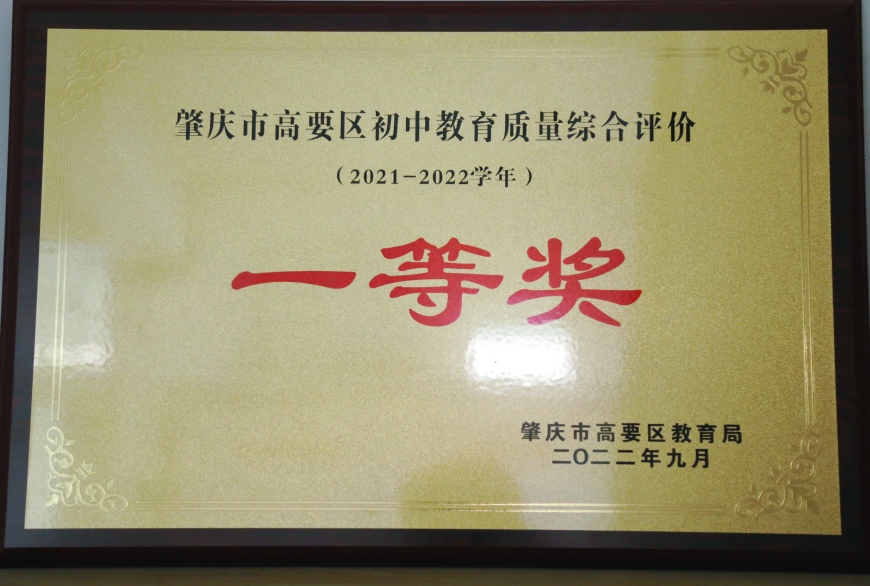 肇庆市高要区初中教育质量综合评价
（2021-2022学年）
一等奖
肇庆市高要区教育局
二〇二二年九月